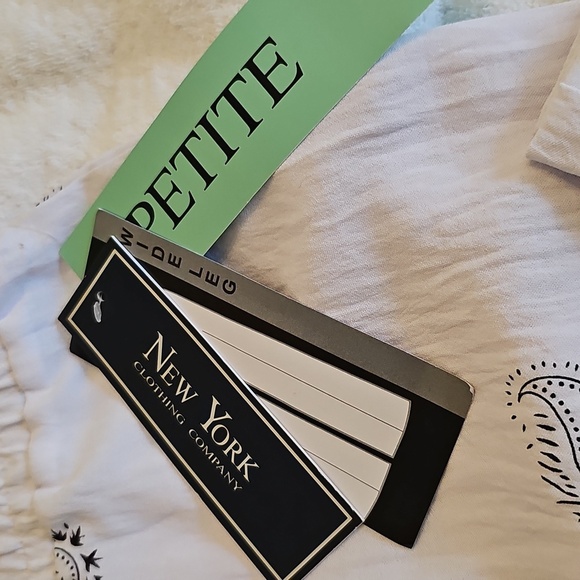 PETITE
WIDE LEG
NEW YORK
CLOTHING COMPANY